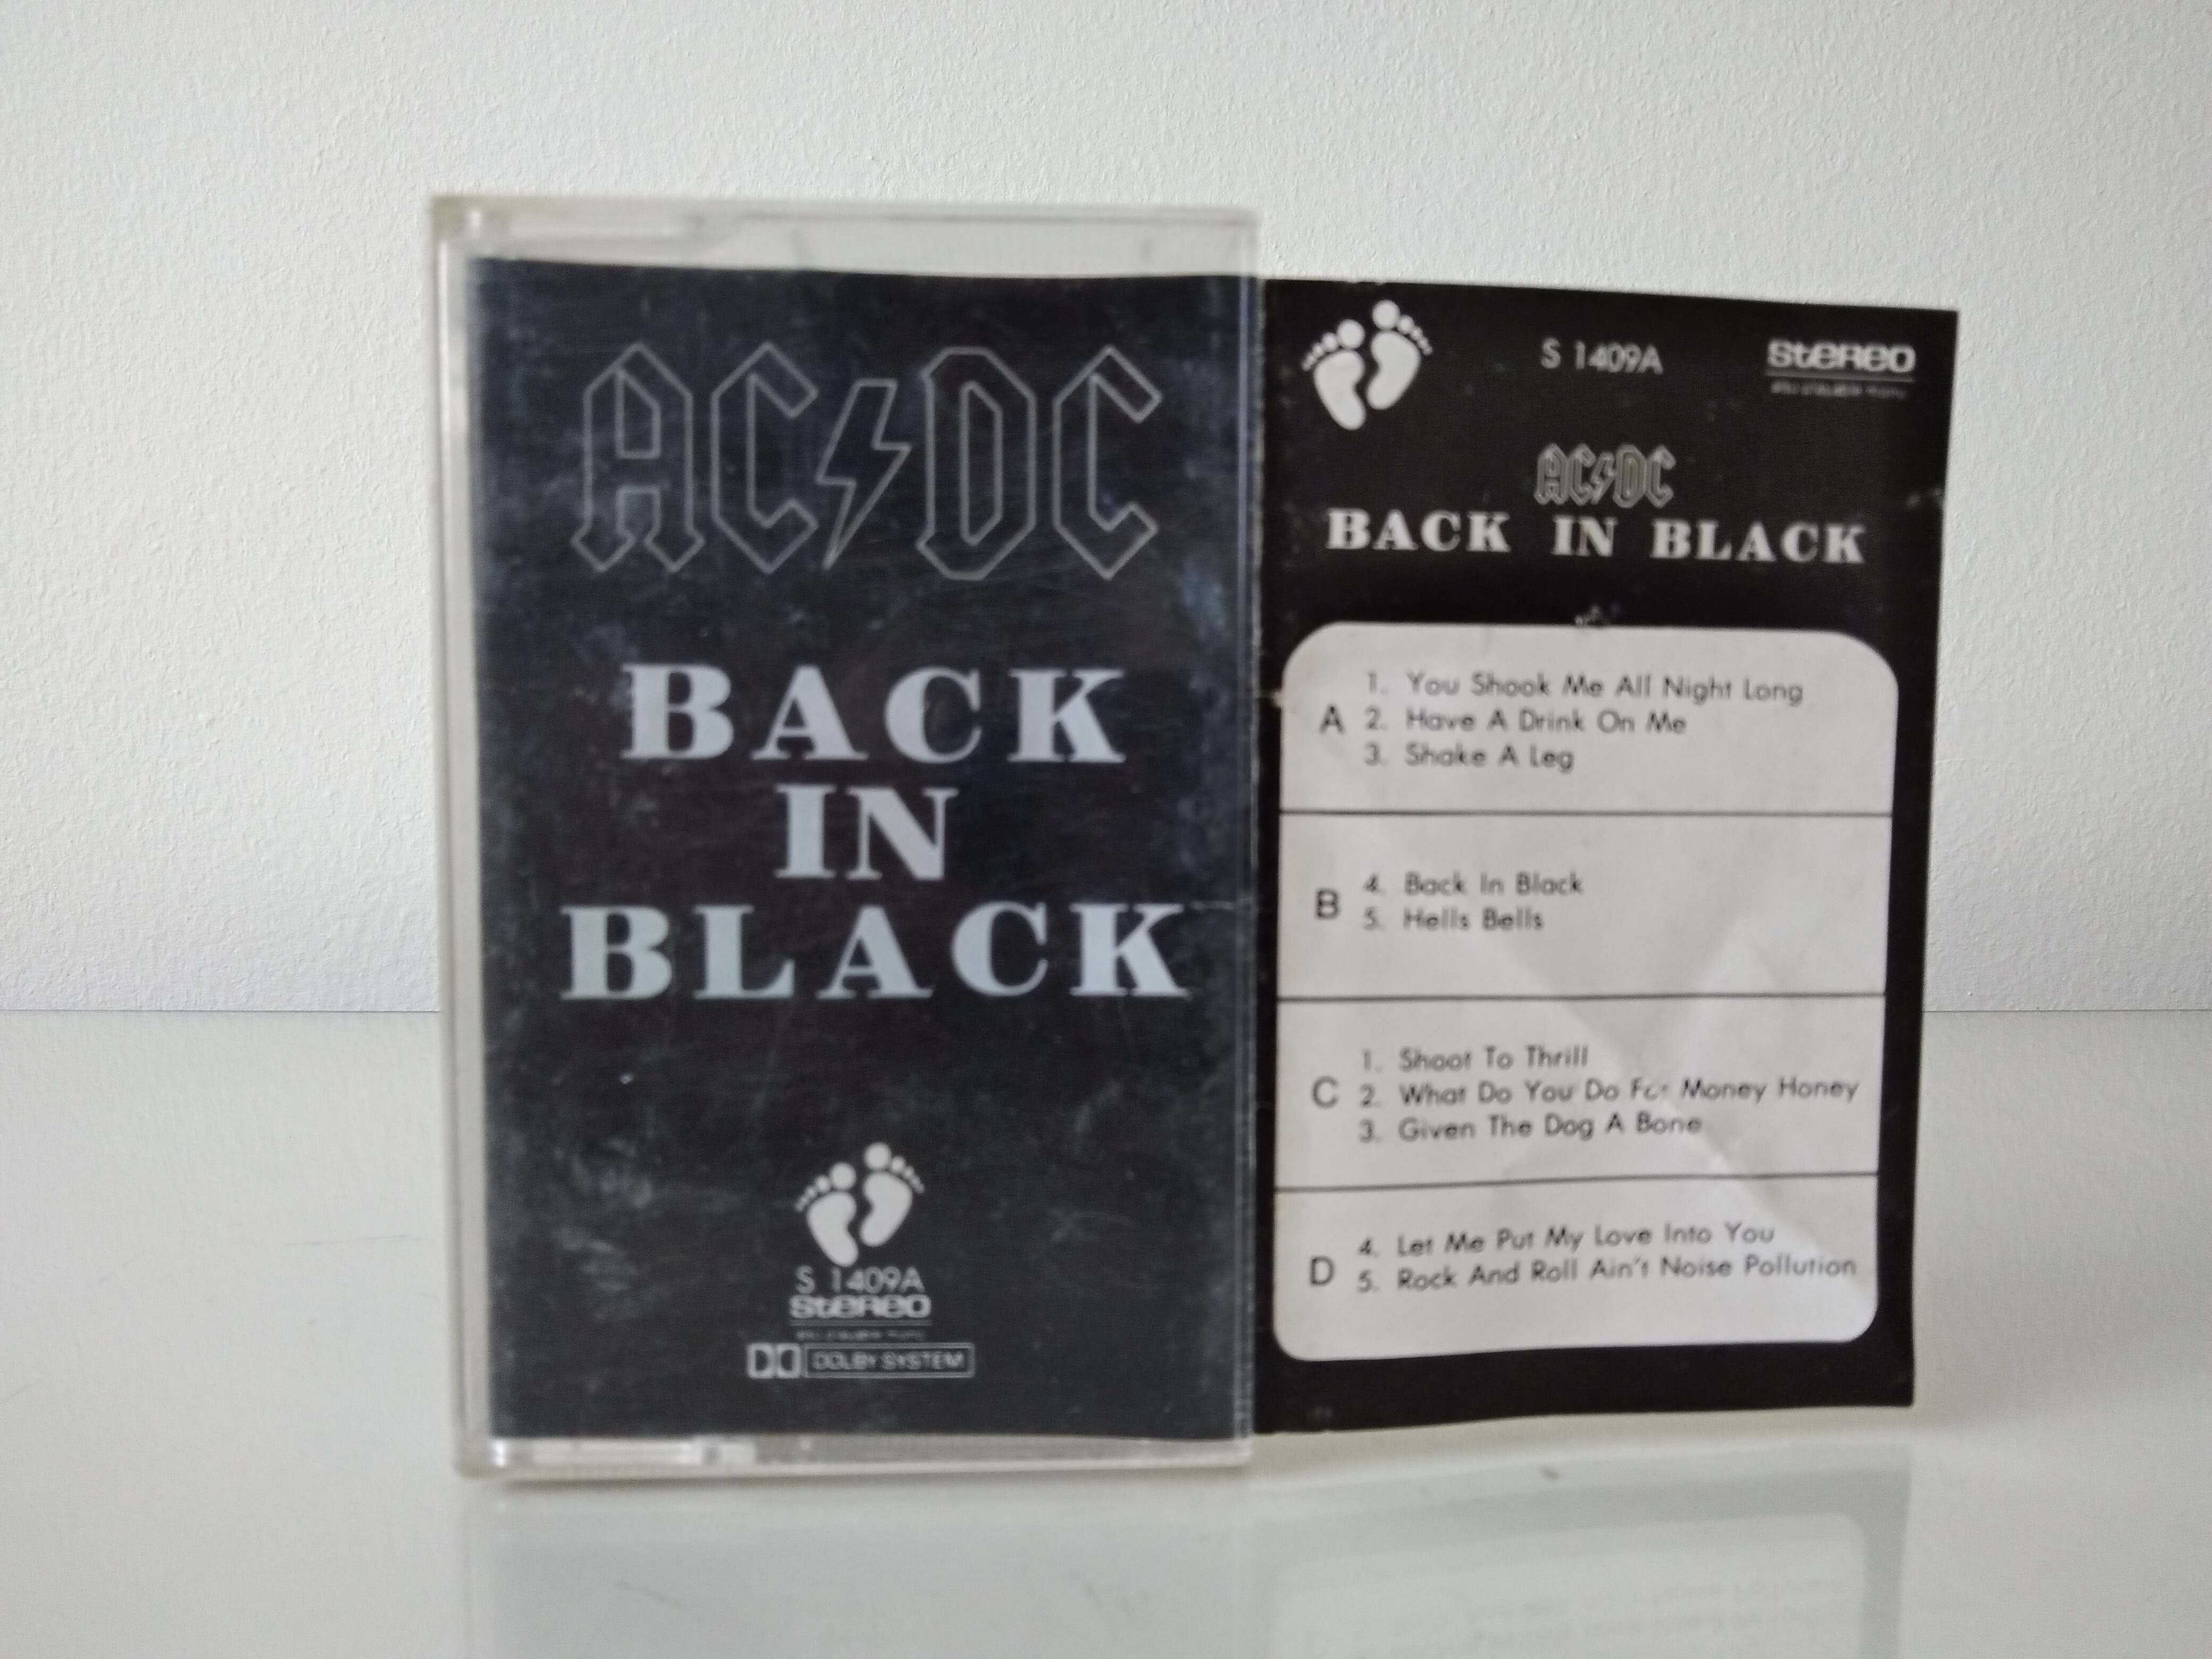 AC⚡DC
BACK
IN
BLACK
S 1409A
STEREO
DOLBY SYSTEM
S 1409A
STEREO
AC⚡DC
BACK IN BLACK
A
1. You Shook Me All Night Long
2. Have A Drink On Me
3. Shake A Leg
B
4. Back In Black
5. Hells Bells
C
1. Shoot To Thrill
2. What Do You Do For Money Honey
3. Given The Dog A Bone
D
4. Let Me Put My Love Into You
5. Rock And Roll Ain't Noise Pollution